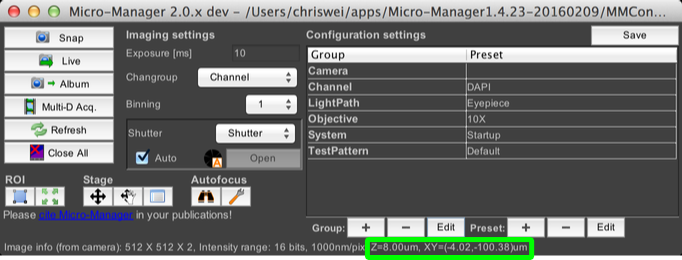 Micro-Manager 2.0.x dev - /Users/chriswei/apps/Micro-Manager1.4.23-20160209/MMCon...
Snap
Live
Album
Multi-D Acq.
Refresh
Close All
Imaging settings
Exposure [ms] 10
Changroup Channel
Binning 1
Shutter Shutter
Auto A Open
Configuration settings Save
Group Preset
Camera
Channel DAPI
LightPath Eyepiece
Objective 10X
System Startup
TestPattern Default
ROI Stage Autofocus
Please cite Micro-Manager in your publications!
Group: + − Edit Preset: + − Edit
Image info (from camera): 512 X 512 X 2, Intensity range: 16 bits, 1000nm/pix Z=8.00um, XY=(-4.02,-100.38)um